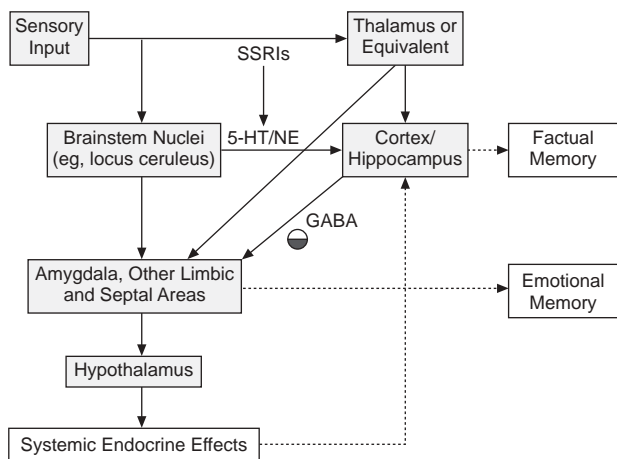 Sensory
Input
Thalamus or
Equivalent
SSRIs
Brainstem Nuclei
(eg, locus ceruleus)
5-HT/NE
Cortex/
Hippocampus
Factual
Memory
GABA
Amygdala, Other Limbic
and Septal Areas
Emotional
Memory
Hypothalamus
Systemic Endocrine Effects